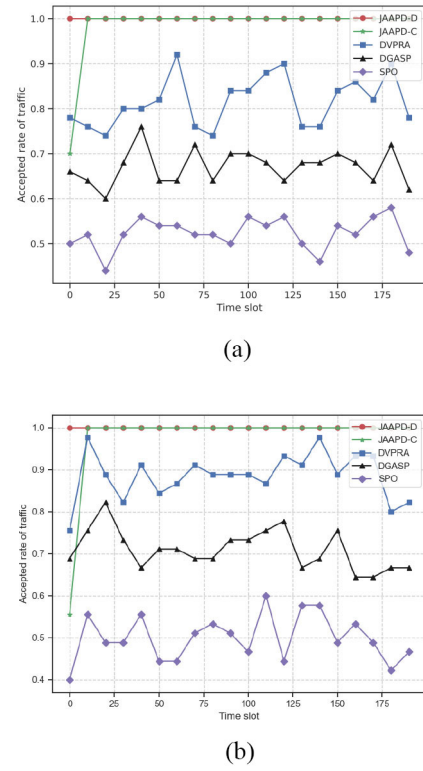 1.0
0.9
0.8
0.7
0.6
0.5
Accepted rate of traffic
0
25
50
75
100
125
150
175
Time slot
JAAPD-D
JAAPD-C
DVPRA
DGASP
SPO
(a)
1.0
0.9
0.8
0.7
0.6
0.5
0.4
Accepted rate of traffic
0
25
50
75
100
125
150
175
Time slot
JAAPD-D
JAAPD-C
DVPRA
DGASP
SPO
(b)